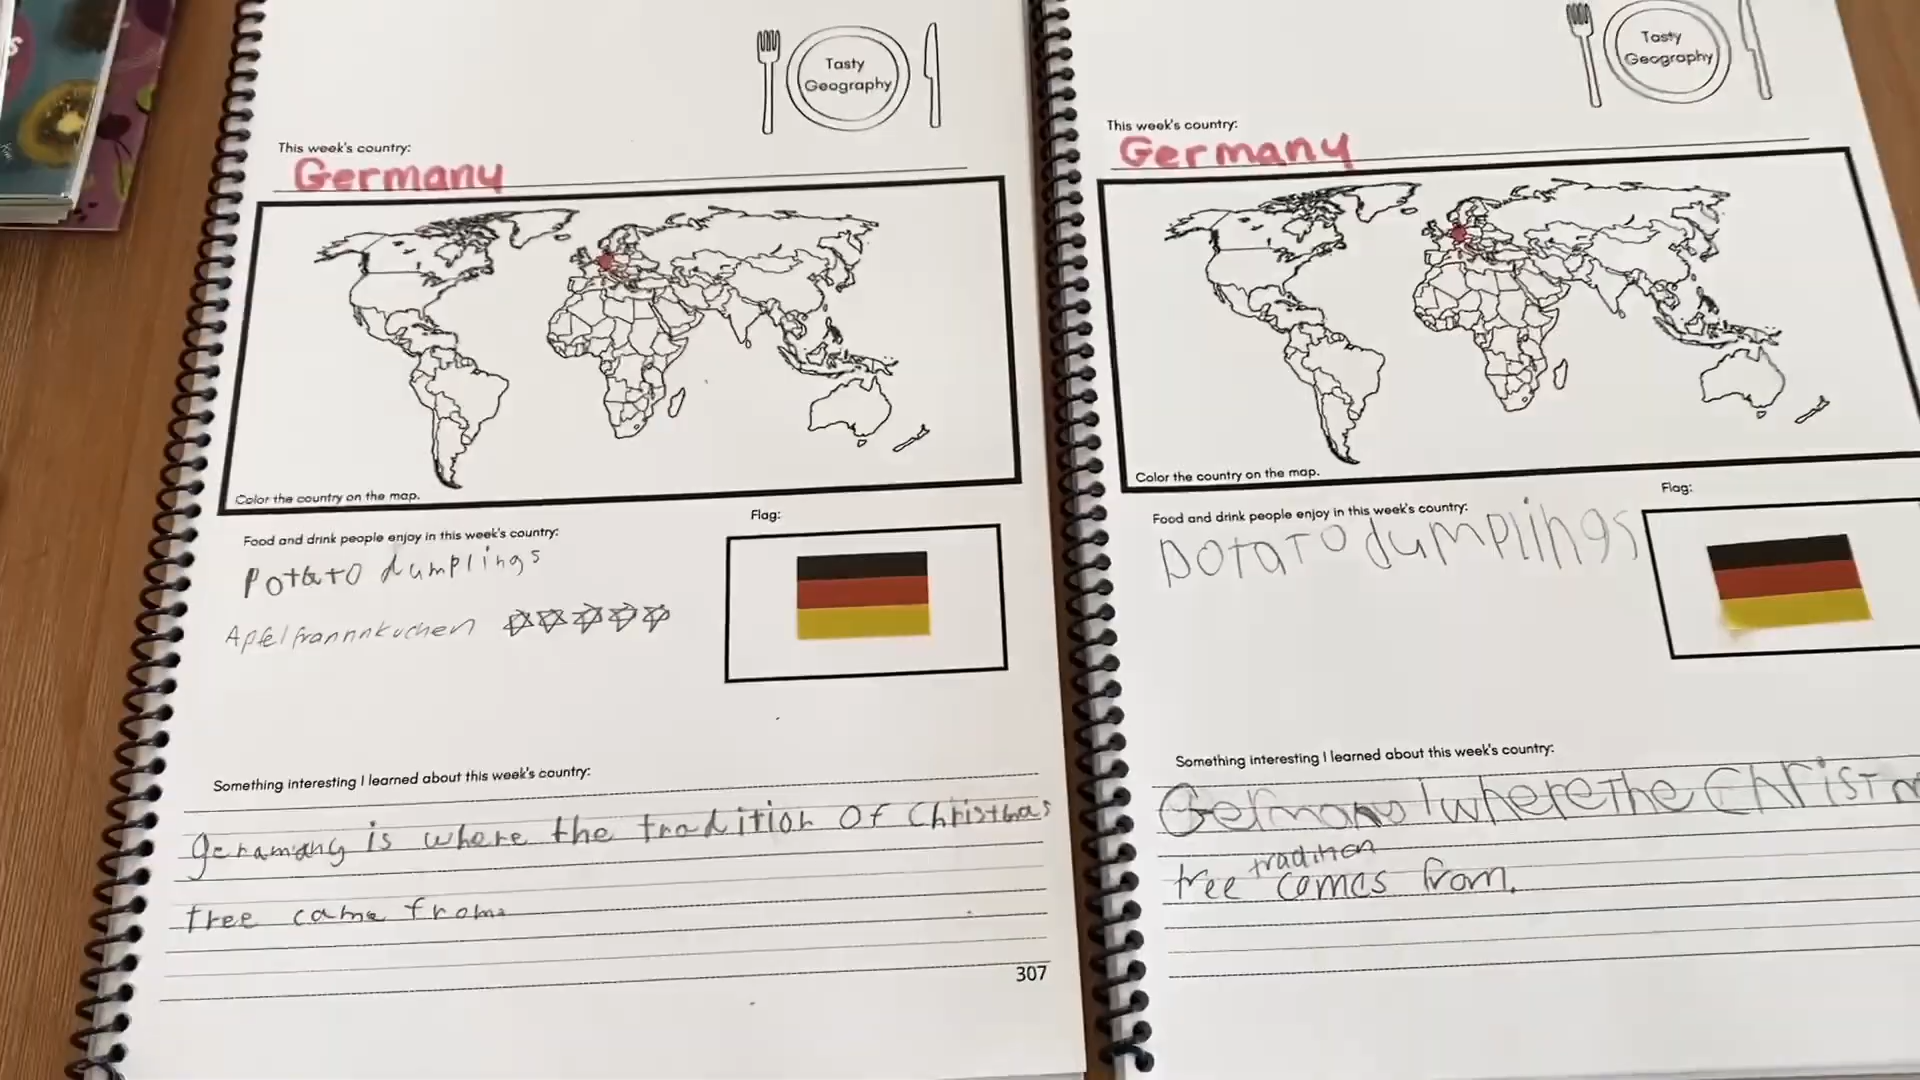 Tasty
Geography
This week's country:
Germany
Color the country on the map.
Food and drink people enjoy in this week's country:
Potato dumplings
Apfelfrannnkuchen
Flag:
Something interesting I learned about this week's country:
geramany is where the tradition of Christmas
tree came from.
307
Tasty
Geography
This week's country:
Germany
Color the country on the map.
Food and drink people enjoy in this week's country:
Potato dumplings
Flag:
Something interesting I learned about this week's country:
where the Christm
tradition
tree comes from.